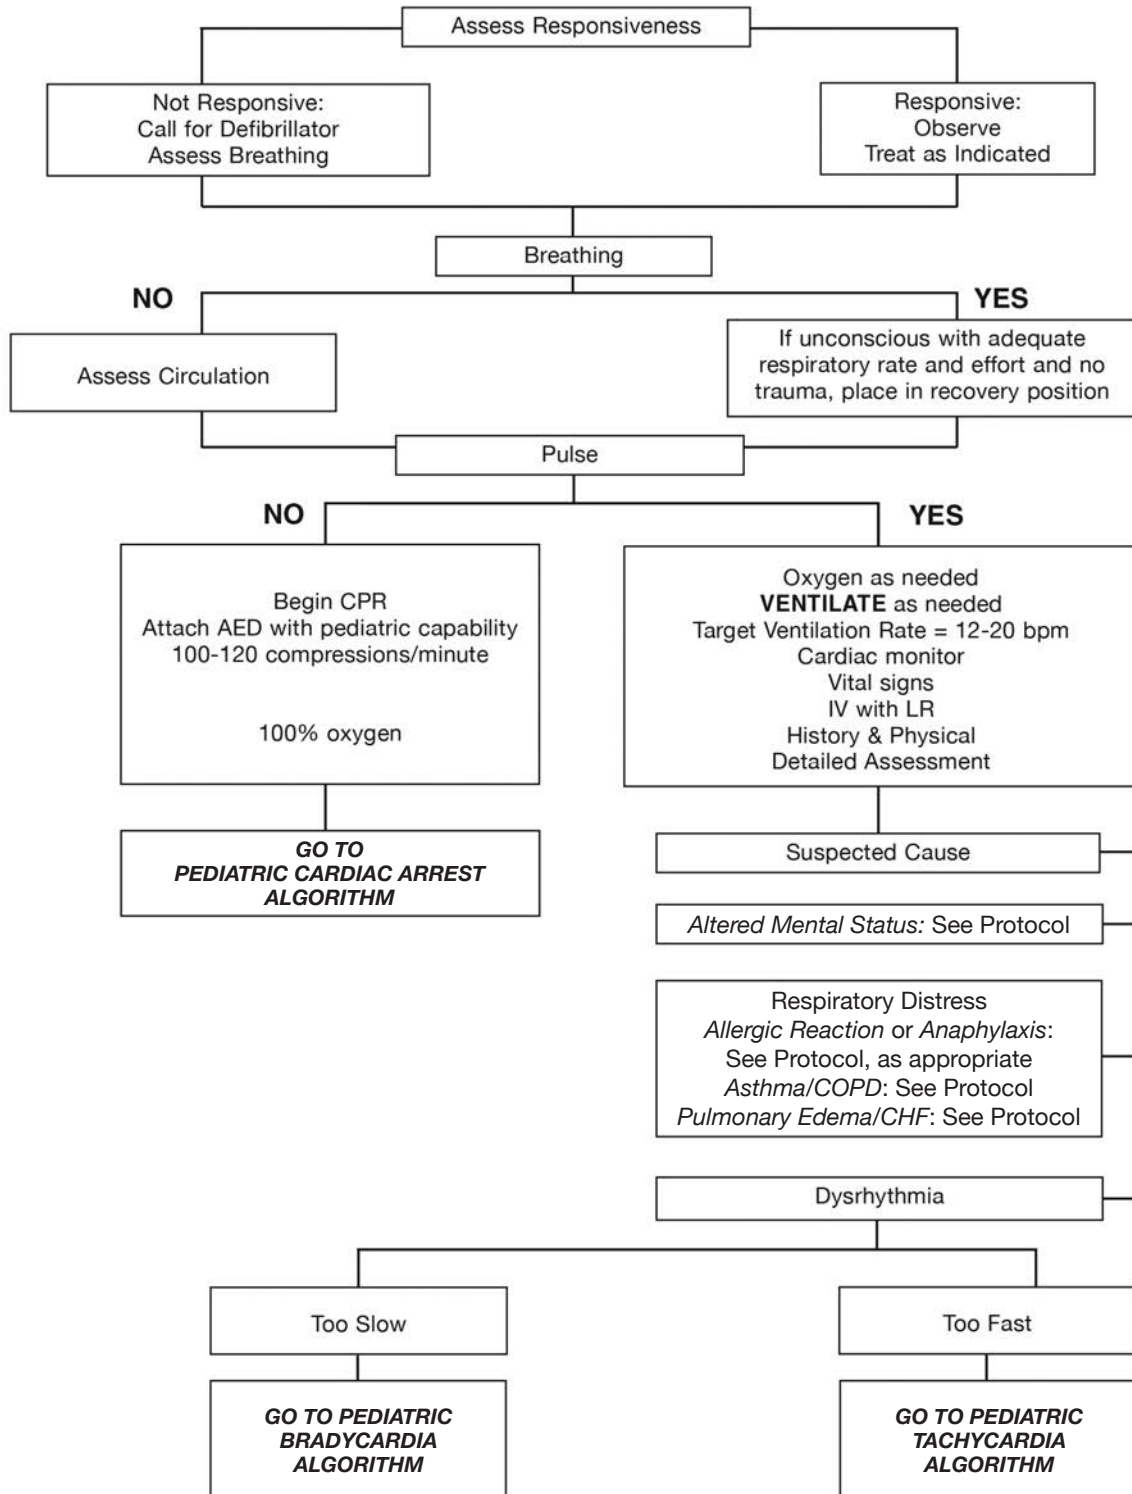 Assess Responsiveness
Not Responsive:
Call for Defibrillator
Assess Breathing
Responsive:
Observe
Treat as Indicated
Breathing
NO
YES
Assess Circulation
If unconscious with adequate
respiratory rate and effort and no
trauma, place in recovery position
Pulse
NO
YES
Begin CPR
Attach AED with pediatric capability
100-120 compressions/minute
100% oxygen
Oxygen as needed
VENTILATE as needed
Target Ventilation Rate = 12-20 bpm
Cardiac monitor
Vital signs
IV with LR
History & Physical
Detailed Assessment
GO TO
PEDIATRIC CARDIAC ARREST
ALGORITHM
Suspected Cause
Altered Mental Status: See Protocol
Respiratory Distress
Allergic Reaction or Anaphylaxis:
See Protocol, as appropriate
Asthma/COPD: See Protocol
Pulmonary Edema/CHF: See Protocol
Dysrhythmia
Too Slow
Too Fast
GO TO PEDIATRIC
BRADYCARDIA
ALGORITHM
GO TO PEDIATRIC
TACHYCARDIA
ALGORITHM